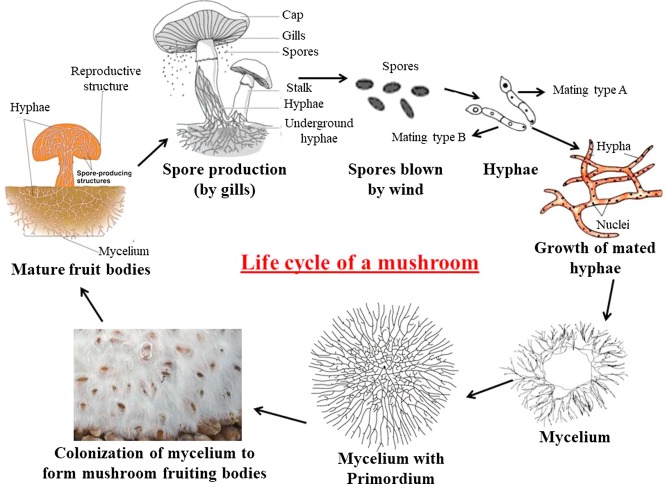 Cap
Gills
Spores
Stalk
Hyphae
Underground
hyphae
Spore production
(by gills)
Spores
Spores blown
by wind
Mating type A
Mating type B
Hyphae
Hypha
Nuclei
Growth of mated
hyphae
Reproductive
structure
Hyphae
Spore-producing
structures
Mycelium
Mature fruit bodies
Life cycle of a mushroom
Mycelium
Mycelium with
Primordium
Colonization of mycelium to
form mushroom fruiting bodies